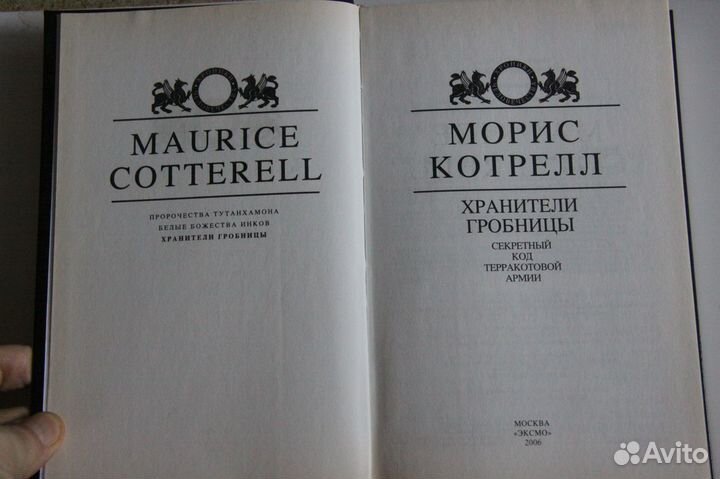 MAURICE
COTTERELL
ПРОРОЧЕСТВА ТУТАНХАМОНА
БЕЛЫЕ БОЖЕСТВА ИНКОВ
ХРАНИТЕЛИ ГРОБНИЦЫ
МОРИС
КОТРЕЛЛ
ХРАНИТЕЛИ
ГРОБНИЦЫ
СЕКРЕТНЫЙ
КОД
ТЕРРАКОТОВОЙ
АРМИИ
МОСКВА
«ЭКСМО»
2006
Avito